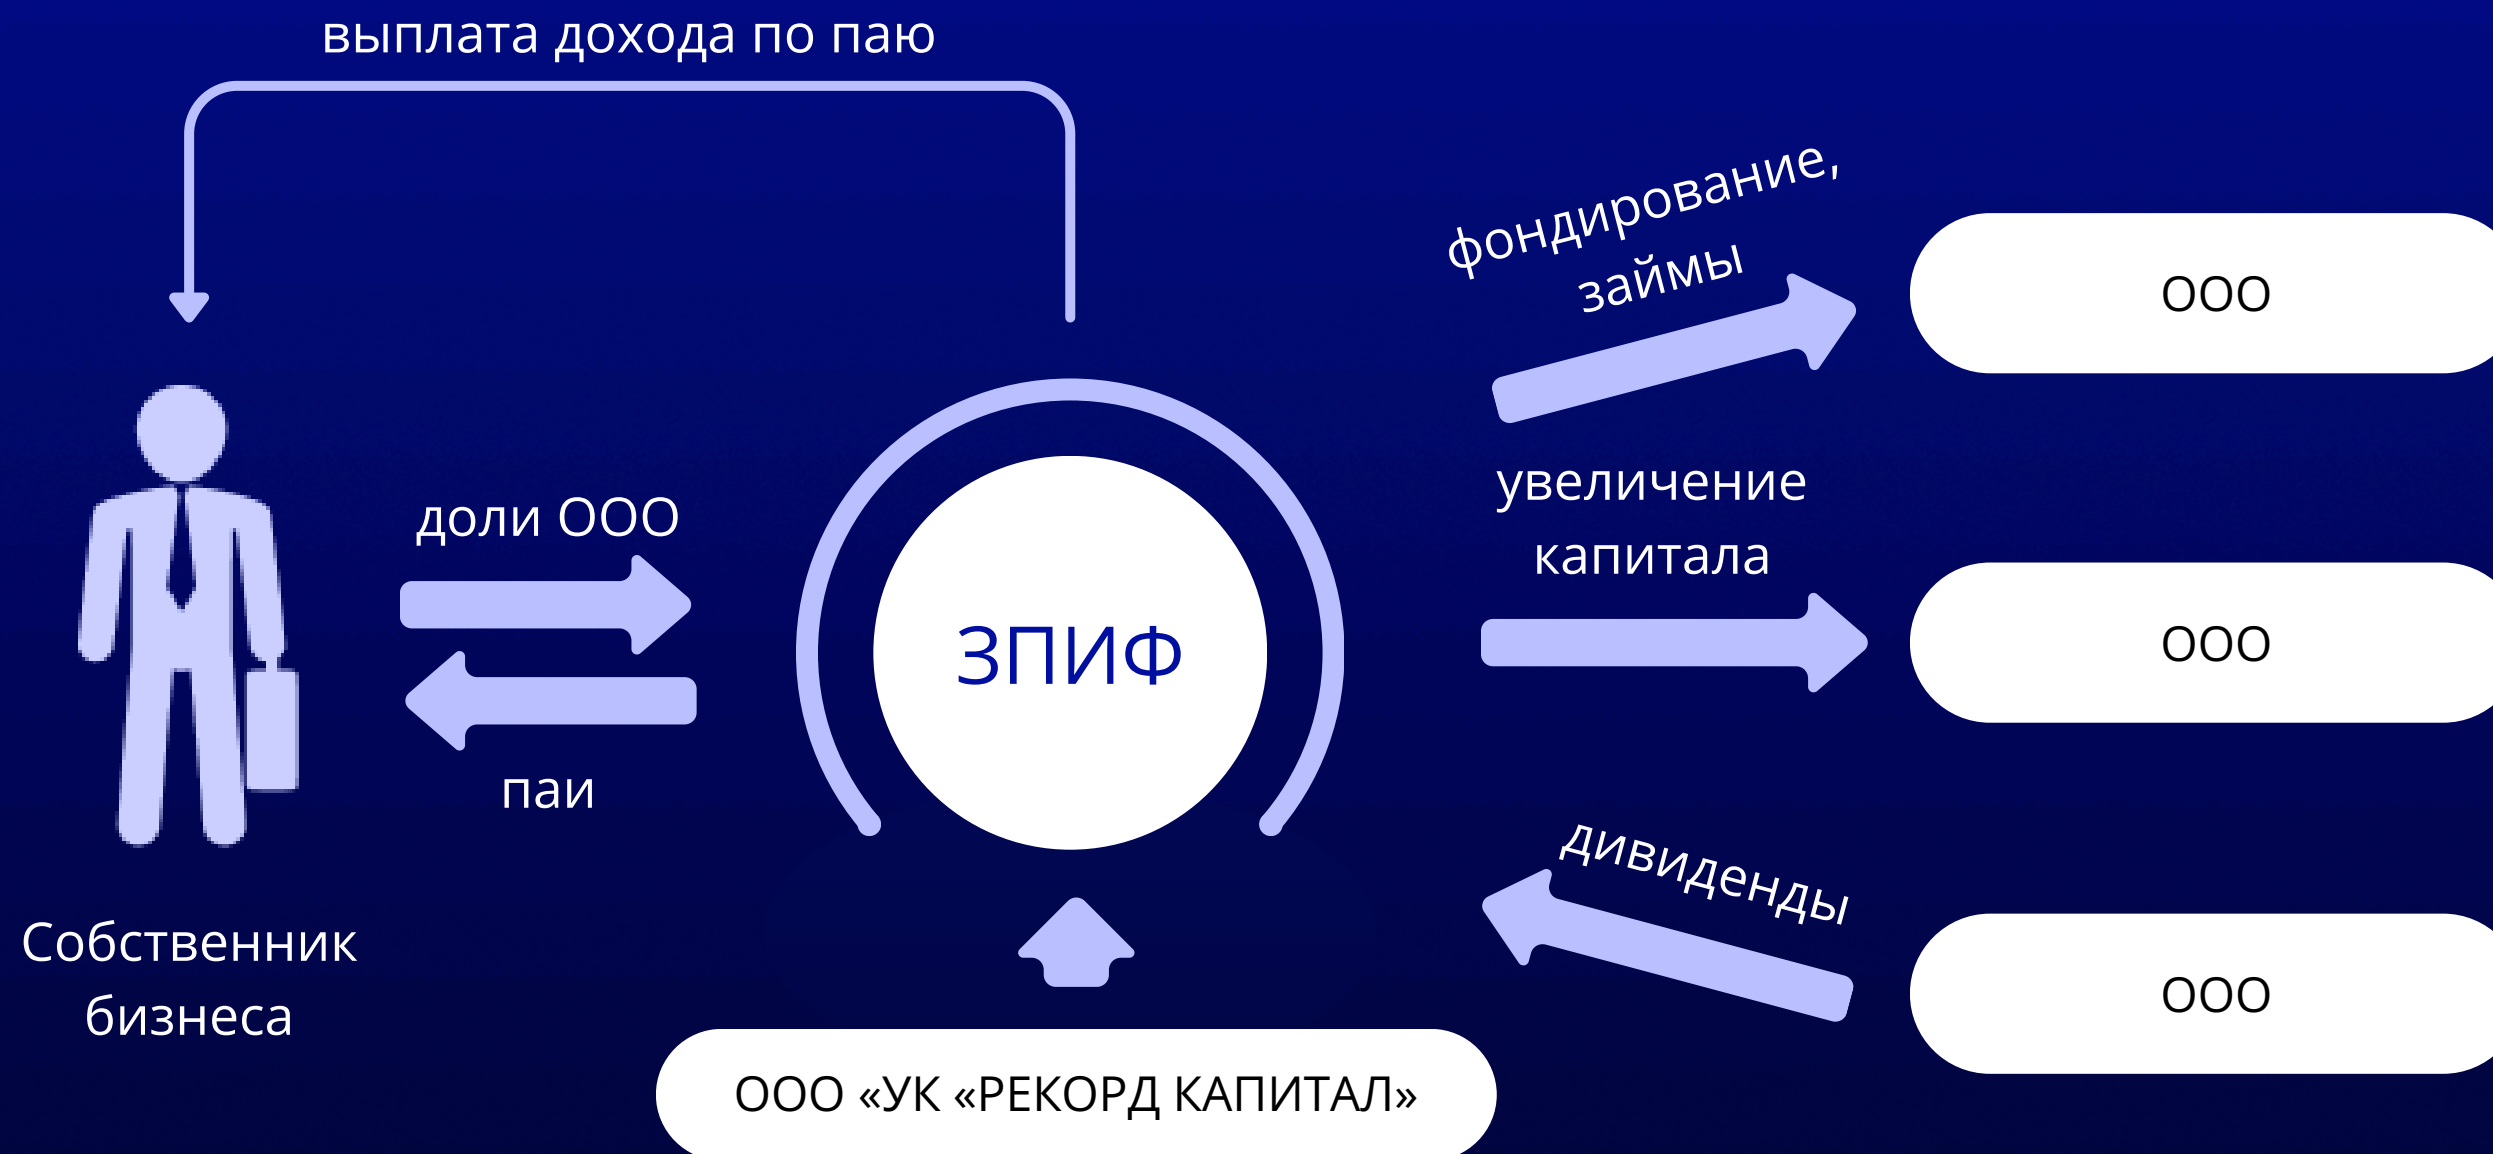 выплата дохода по паю
фондирование,
займы
ООО
доли ООО
увеличение
капитала
ЗПИФ
ООО
паи
дивиденды
Собственник
бизнеса
ООО
ООО «УК «РЕКОРД КАПИТАЛ»